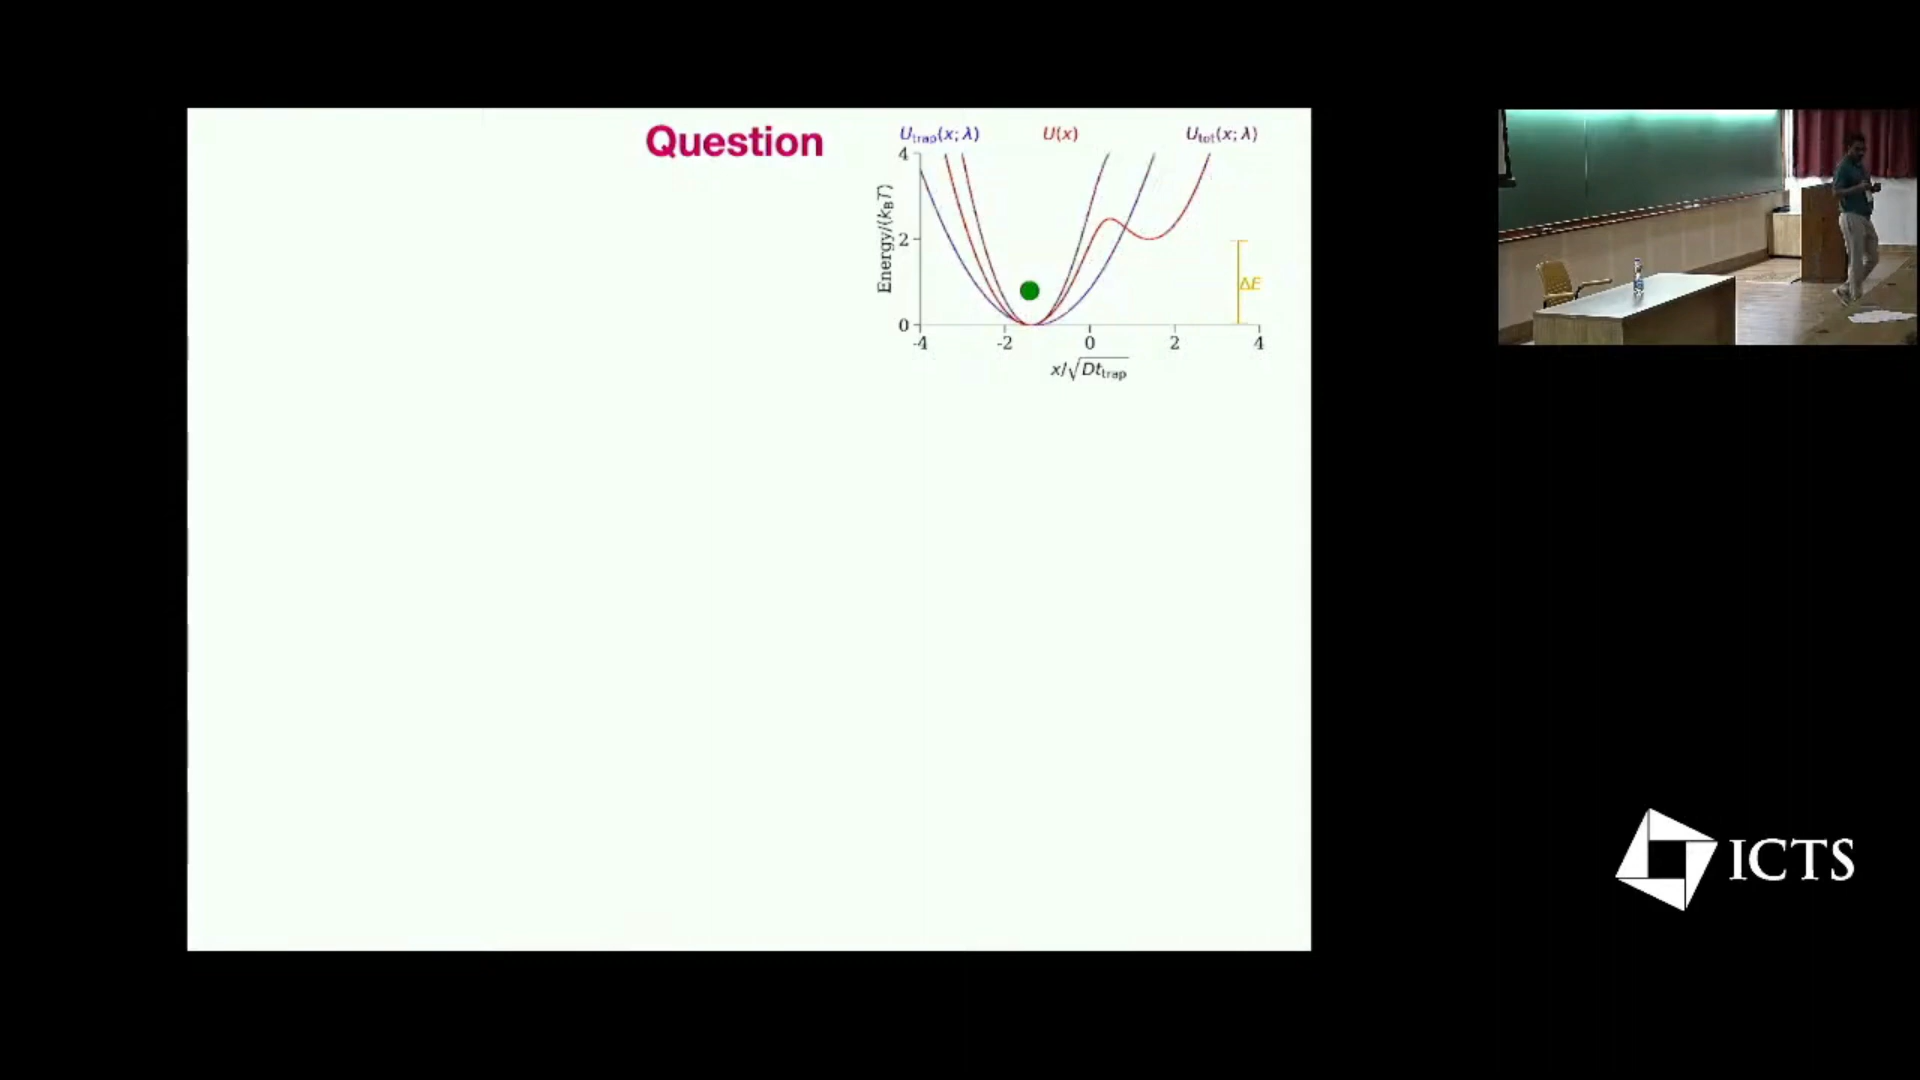 Question
U_trap(x; λ) U(x) U_tot(x; λ)
Energy/(k_BT)
4
2
0
ΔE
-4 -2 0 2 4
x/√Dt_trap
ICTS